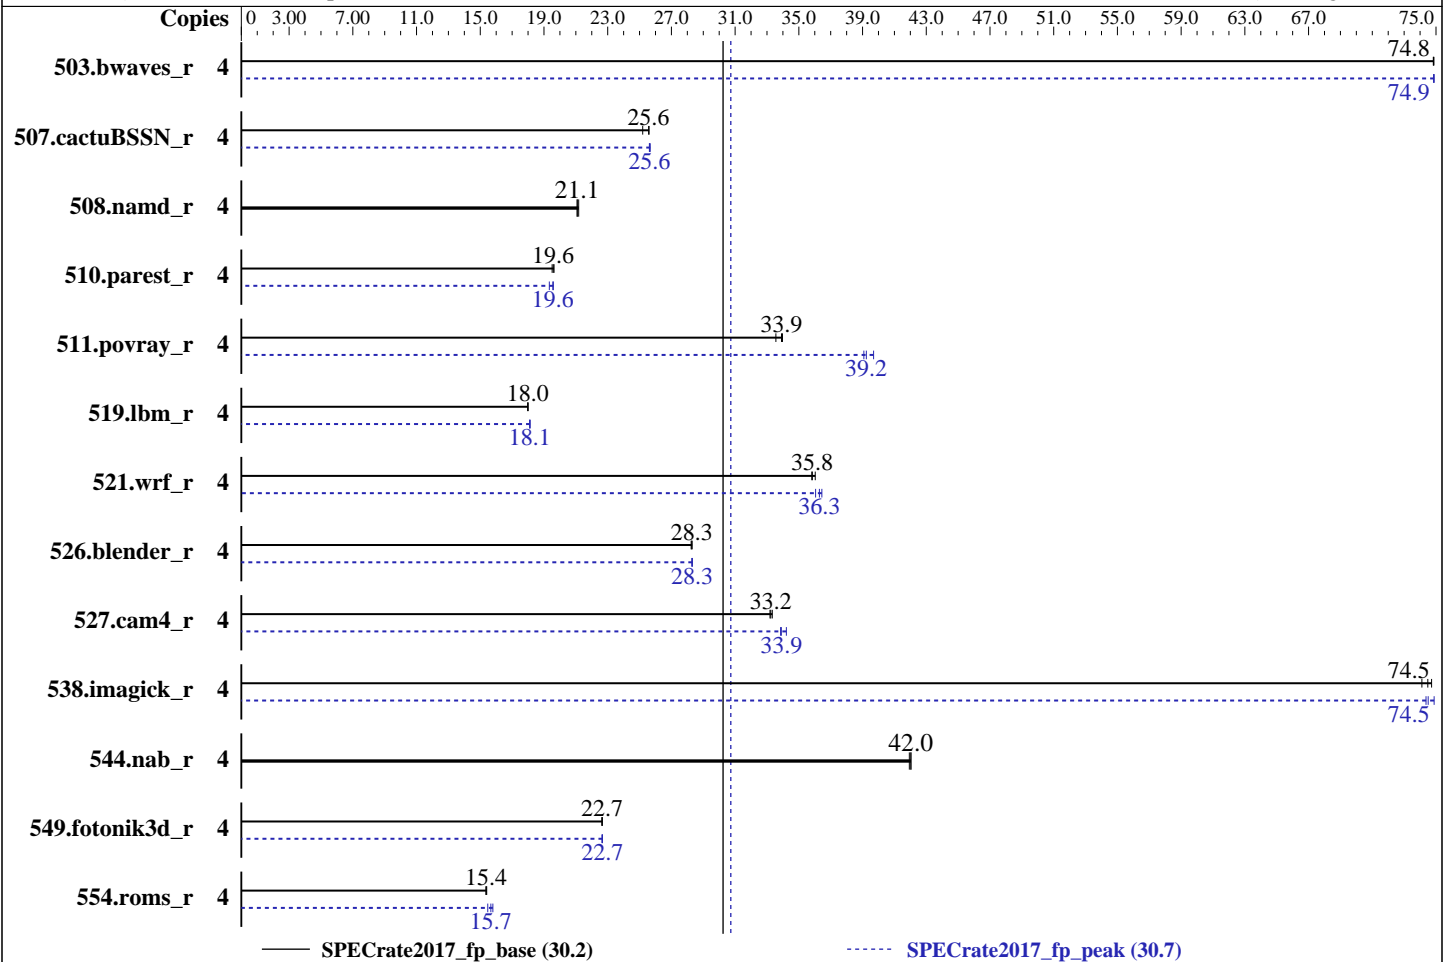 Copies 0 3.00 7.00 11.0 15.0 19.0 23.0 27.0 31.0 35.0 39.0 43.0 47.0 51.0 55.0 59.0 63.0 67.0 75.0
503.bwaves_r 4 74.8
74.9
507.cactuBSSN_r 4 25.6
25.6
508.namd_r 4 21.1
510.parest_r 4 19.6
19.6
511.povray_r 4 33.9
39.2
519.lbm_r 4 18.0
18.1
521.wrf_r 4 35.8
36.3
526.blender_r 4 28.3
28.3
527.cam4_r 4 33.2
33.9
538.imagick_r 4 74.5
74.5
544.nab_r 4 42.0
549.fotonik3d_r 4 22.7
22.7
554.roms_r 4 15.4
15.7
SPECrate2017_fp_base (30.2) SPECrate2017_fp_peak (30.7)